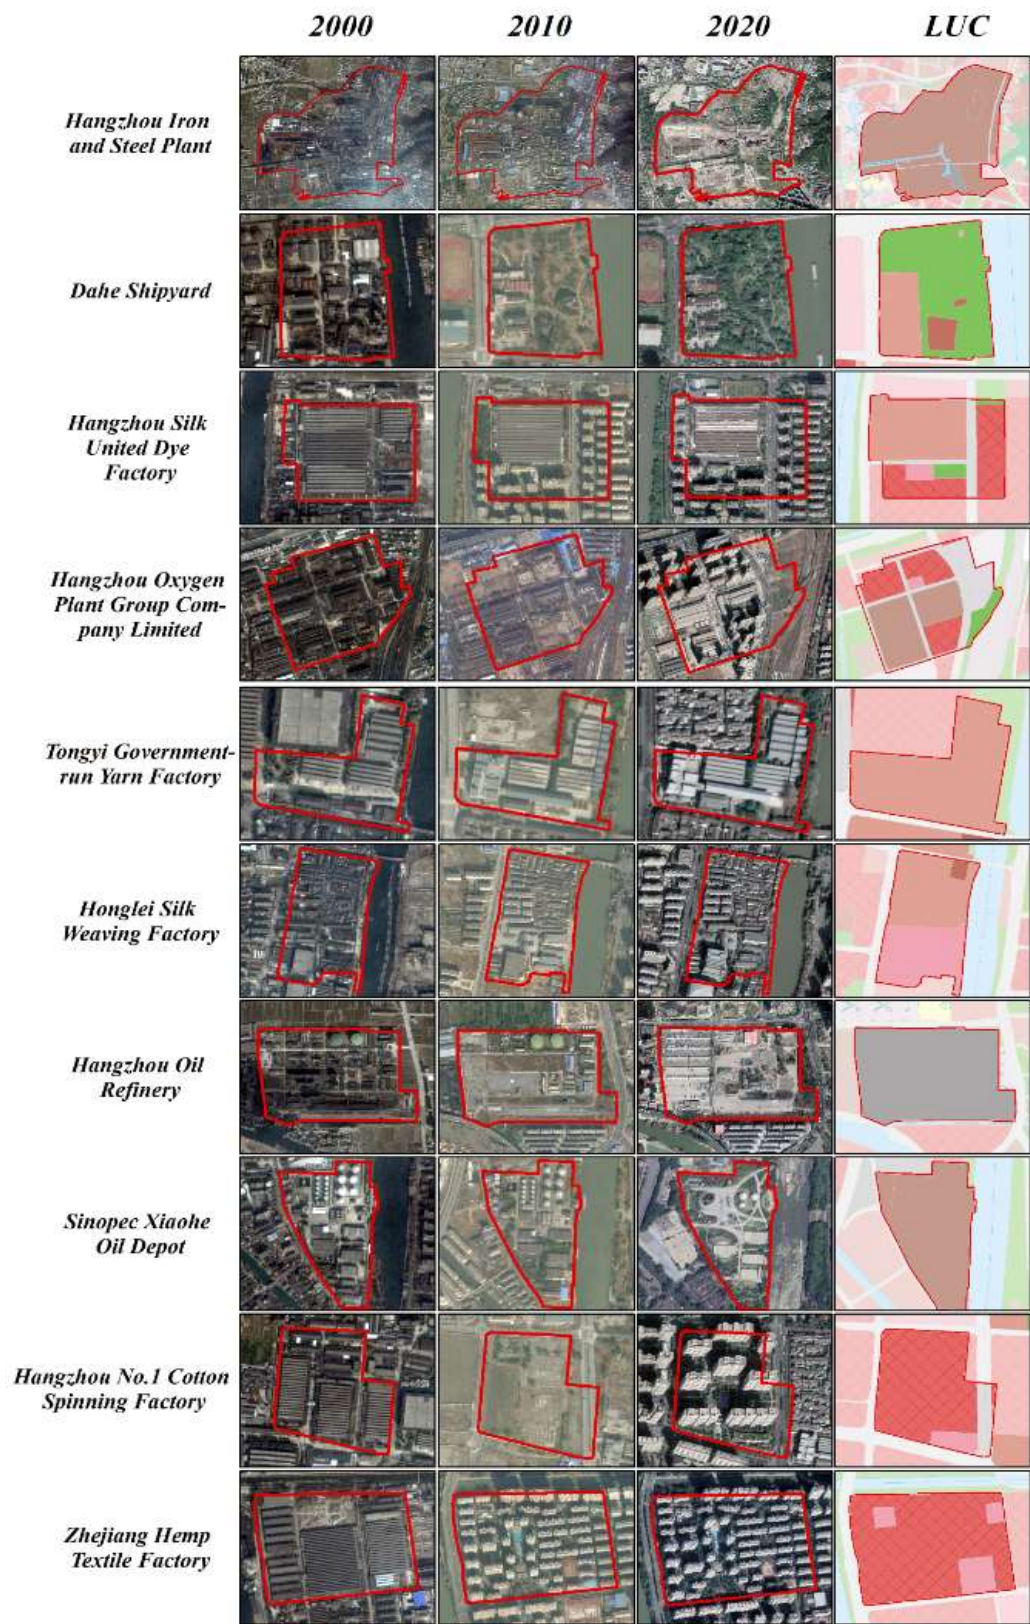 2000 2010 2020 LUC
Hangzhou Iron
and Steel Plant
Dahe Shipyard
Hangzhou Silk
United Dye
Factory
Hangzhou Oxygen
Plant Group Com-
pany Limited
Tongyi Government-
run Yarn Factory
Honglei Silk
Weaving Factory
Hangzhou Oil
Refinery
Sinopec Xiaohe
Oil Depot
Hangzhou No.1 Cotton
Spinning Factory
Zhejiang Hemp
Textile Factory